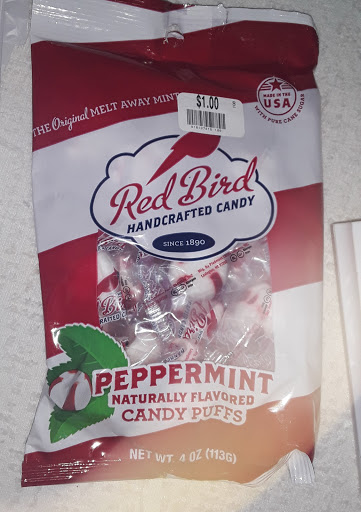 $1.00
THE Original MELT AWAY MINT
MADE IN THE
USA
WITH PURE CANE SUGAR
Red Bird
HANDCRAFTED CANDY
SINCE 1890
PEPPERMINT
NATURALLY FLAVORED
CANDY PUFFS
NET WT. 4 OZ (113G)